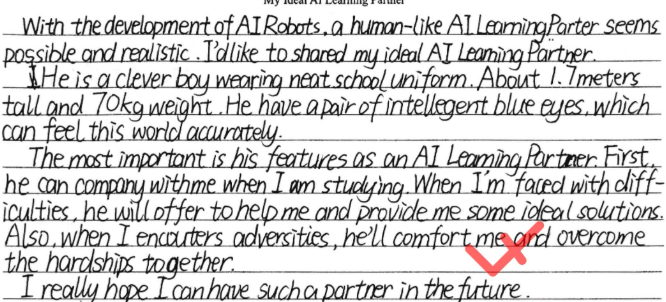 My Ideal AI Learning Partner
With the development of AI Robots, a human-like AI Learning Parter seems
possible and realistic. I'd like to shared my ideal AI Learning Partner.
He is a clever boy wearing neat school uniform. About 1.7meters
tall and 70kg weight. He have a pair of intellegent blue eyes, which
can feel this world accurately.
The most important is his features as an AI Learning Partner. First,
he can company withme when I am studying. When I'm faced with diff-
iculties, he will offer to help me and provide me some ideal solutions.
Also, when I encouters adversities, he'll comfort me and overcome
the hardships together.
I really hope I can have such a partner in the future.